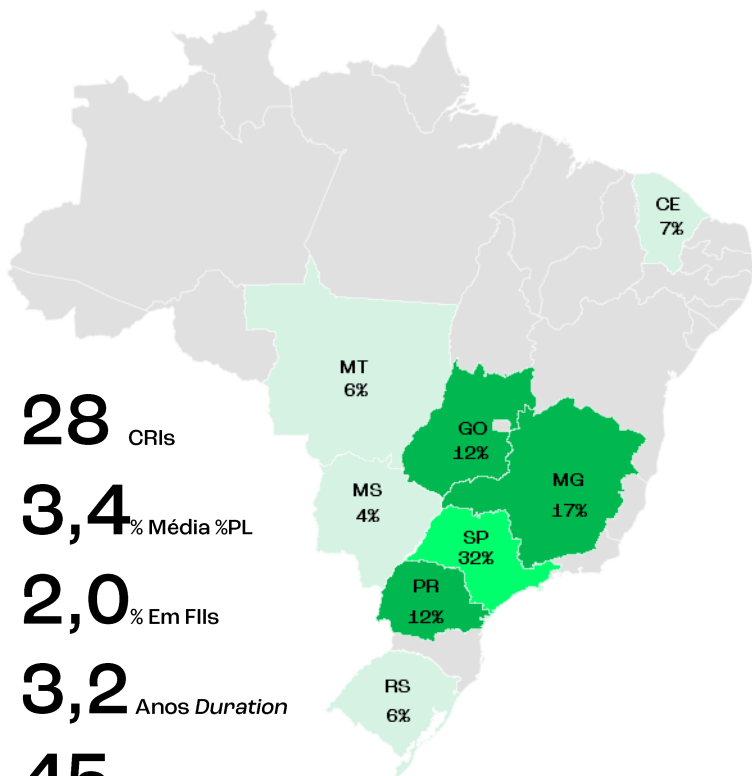 CE
7%
MT
6%
GO
12%
MG
17%
MS
4%
SP
32%
PR
12%
RS
6%
28 CRIs
3,4% Média %PL
2,0% Em FIIs
3,2 Anos Duration
45